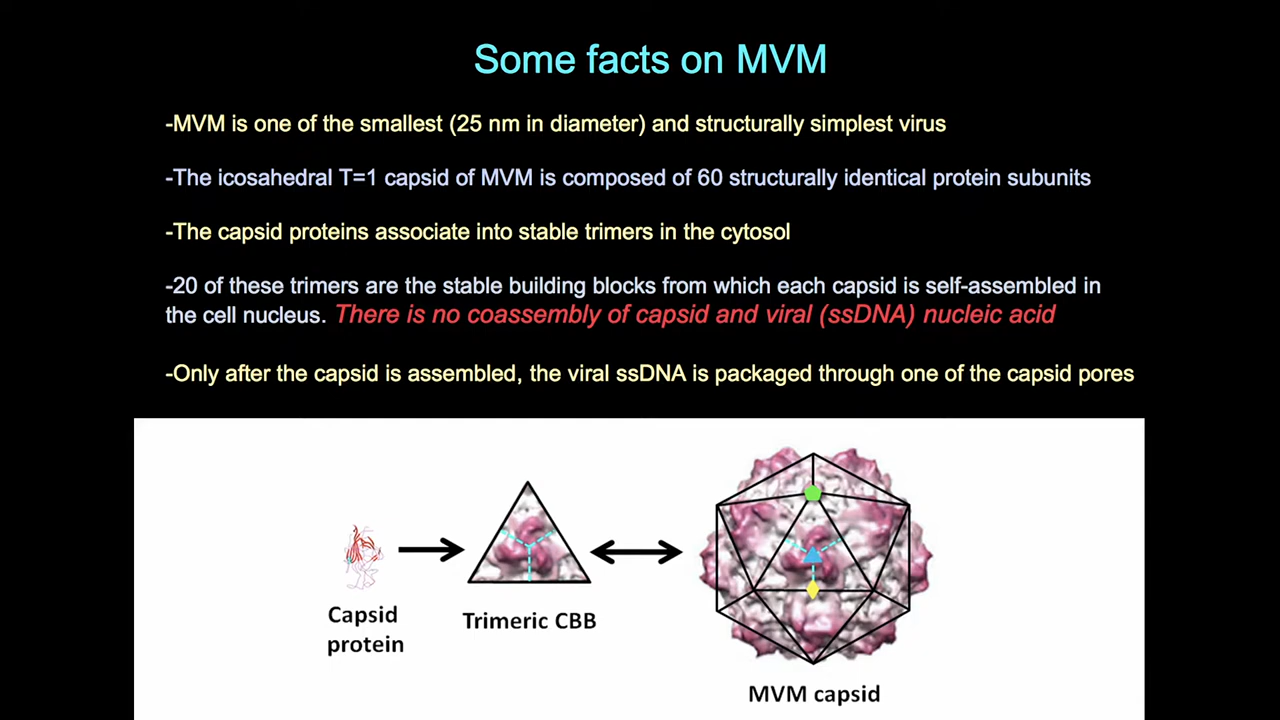 Some facts on MVM
-MVM is one of the smallest (25 nm in diameter) and structurally simplest virus
-The icosahedral T=1 capsid of MVM is composed of 60 structurally identical protein subunits
-The capsid proteins associate into stable trimers in the cytosol
-20 of these trimers are the stable building blocks from which each capsid is self-assembled in
the cell nucleus. There is no coassembly of capsid and viral (ssDNA) nucleic acid
-Only after the capsid is assembled, the viral ssDNA is packaged through one of the capsid pores
Capsid
protein
Trimeric CBB
MVM capsid